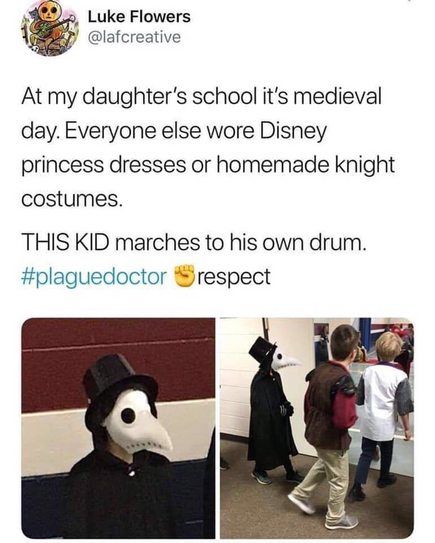 Luke Flowers
@lafcreative
At my daughter's school it's medieval
day. Everyone else wore Disney
princess dresses or homemade knight
costumes.
THIS KID marches to his own drum.
#plaguedoctor ✊respect